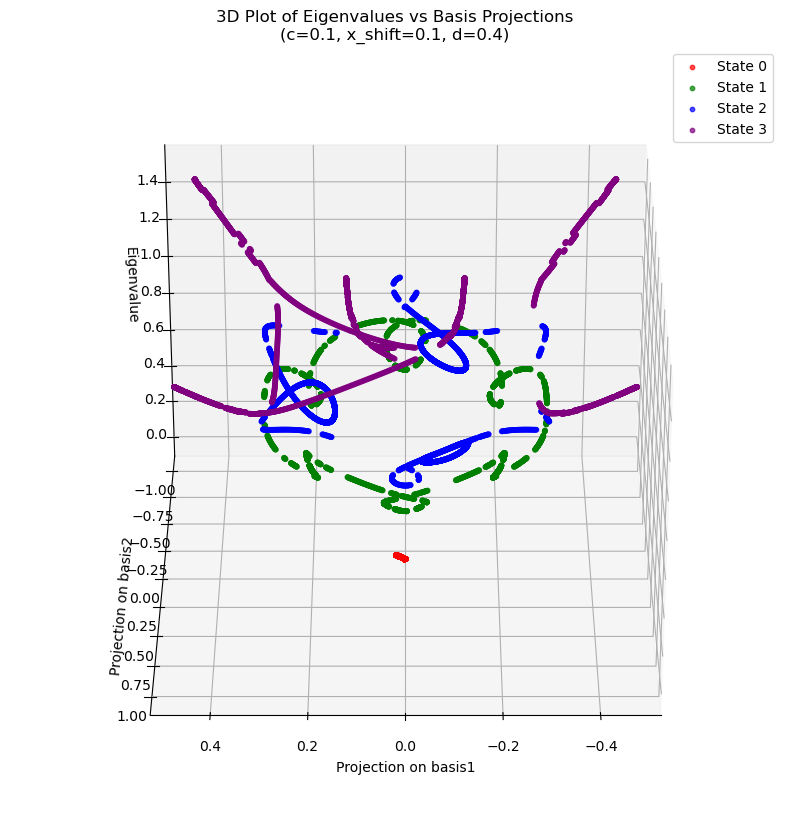 3D Plot of Eigenvalues vs Basis Projections
(c=0.1, x_shift=0.1, d=0.4)
State 0
State 1
State 2
State 3
1.4
1.2
1.0
0.8
0.6
0.4
0.2
0.0
Eigenvalue
−1.00
−0.75
−0.50
−0.25
0.00
0.25
0.50
0.75
1.00
Projection on basis2
0.4
0.2
0.0
−0.2
−0.4
Projection on basis1